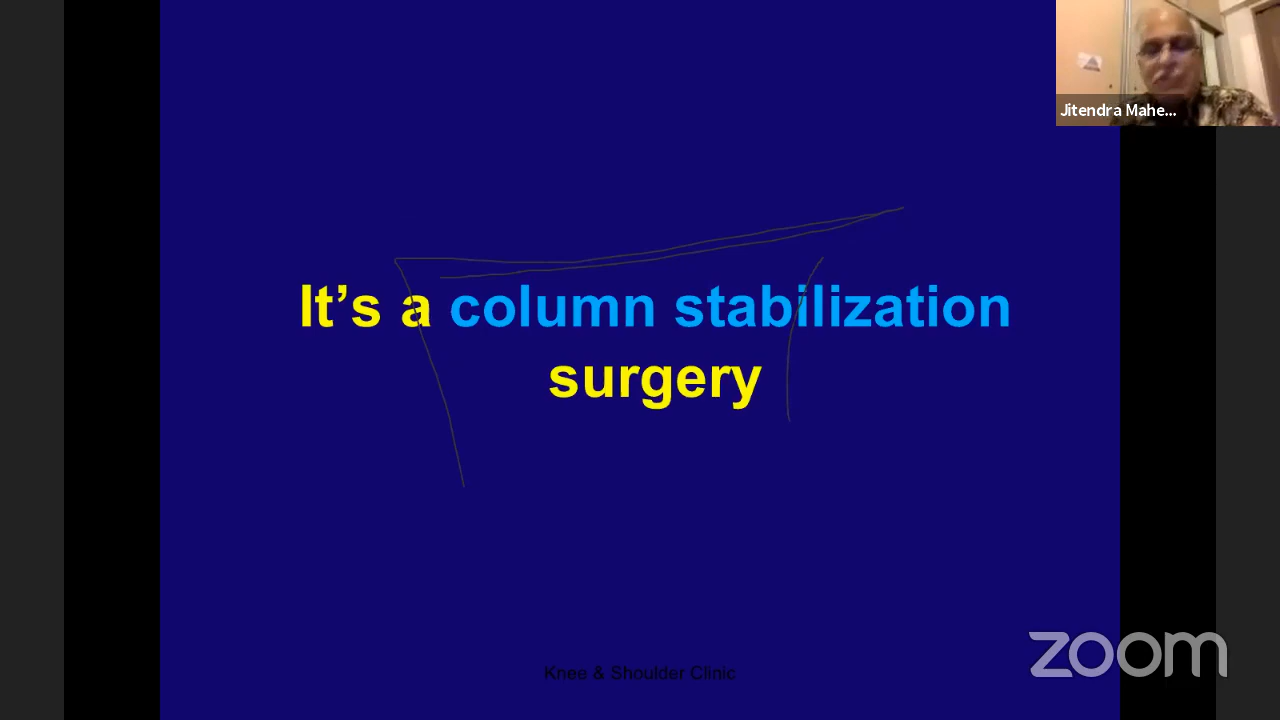 Jitendra Mahe...
It’s a column stabilization
surgery
Knee & Shoulder Clinic
zoom